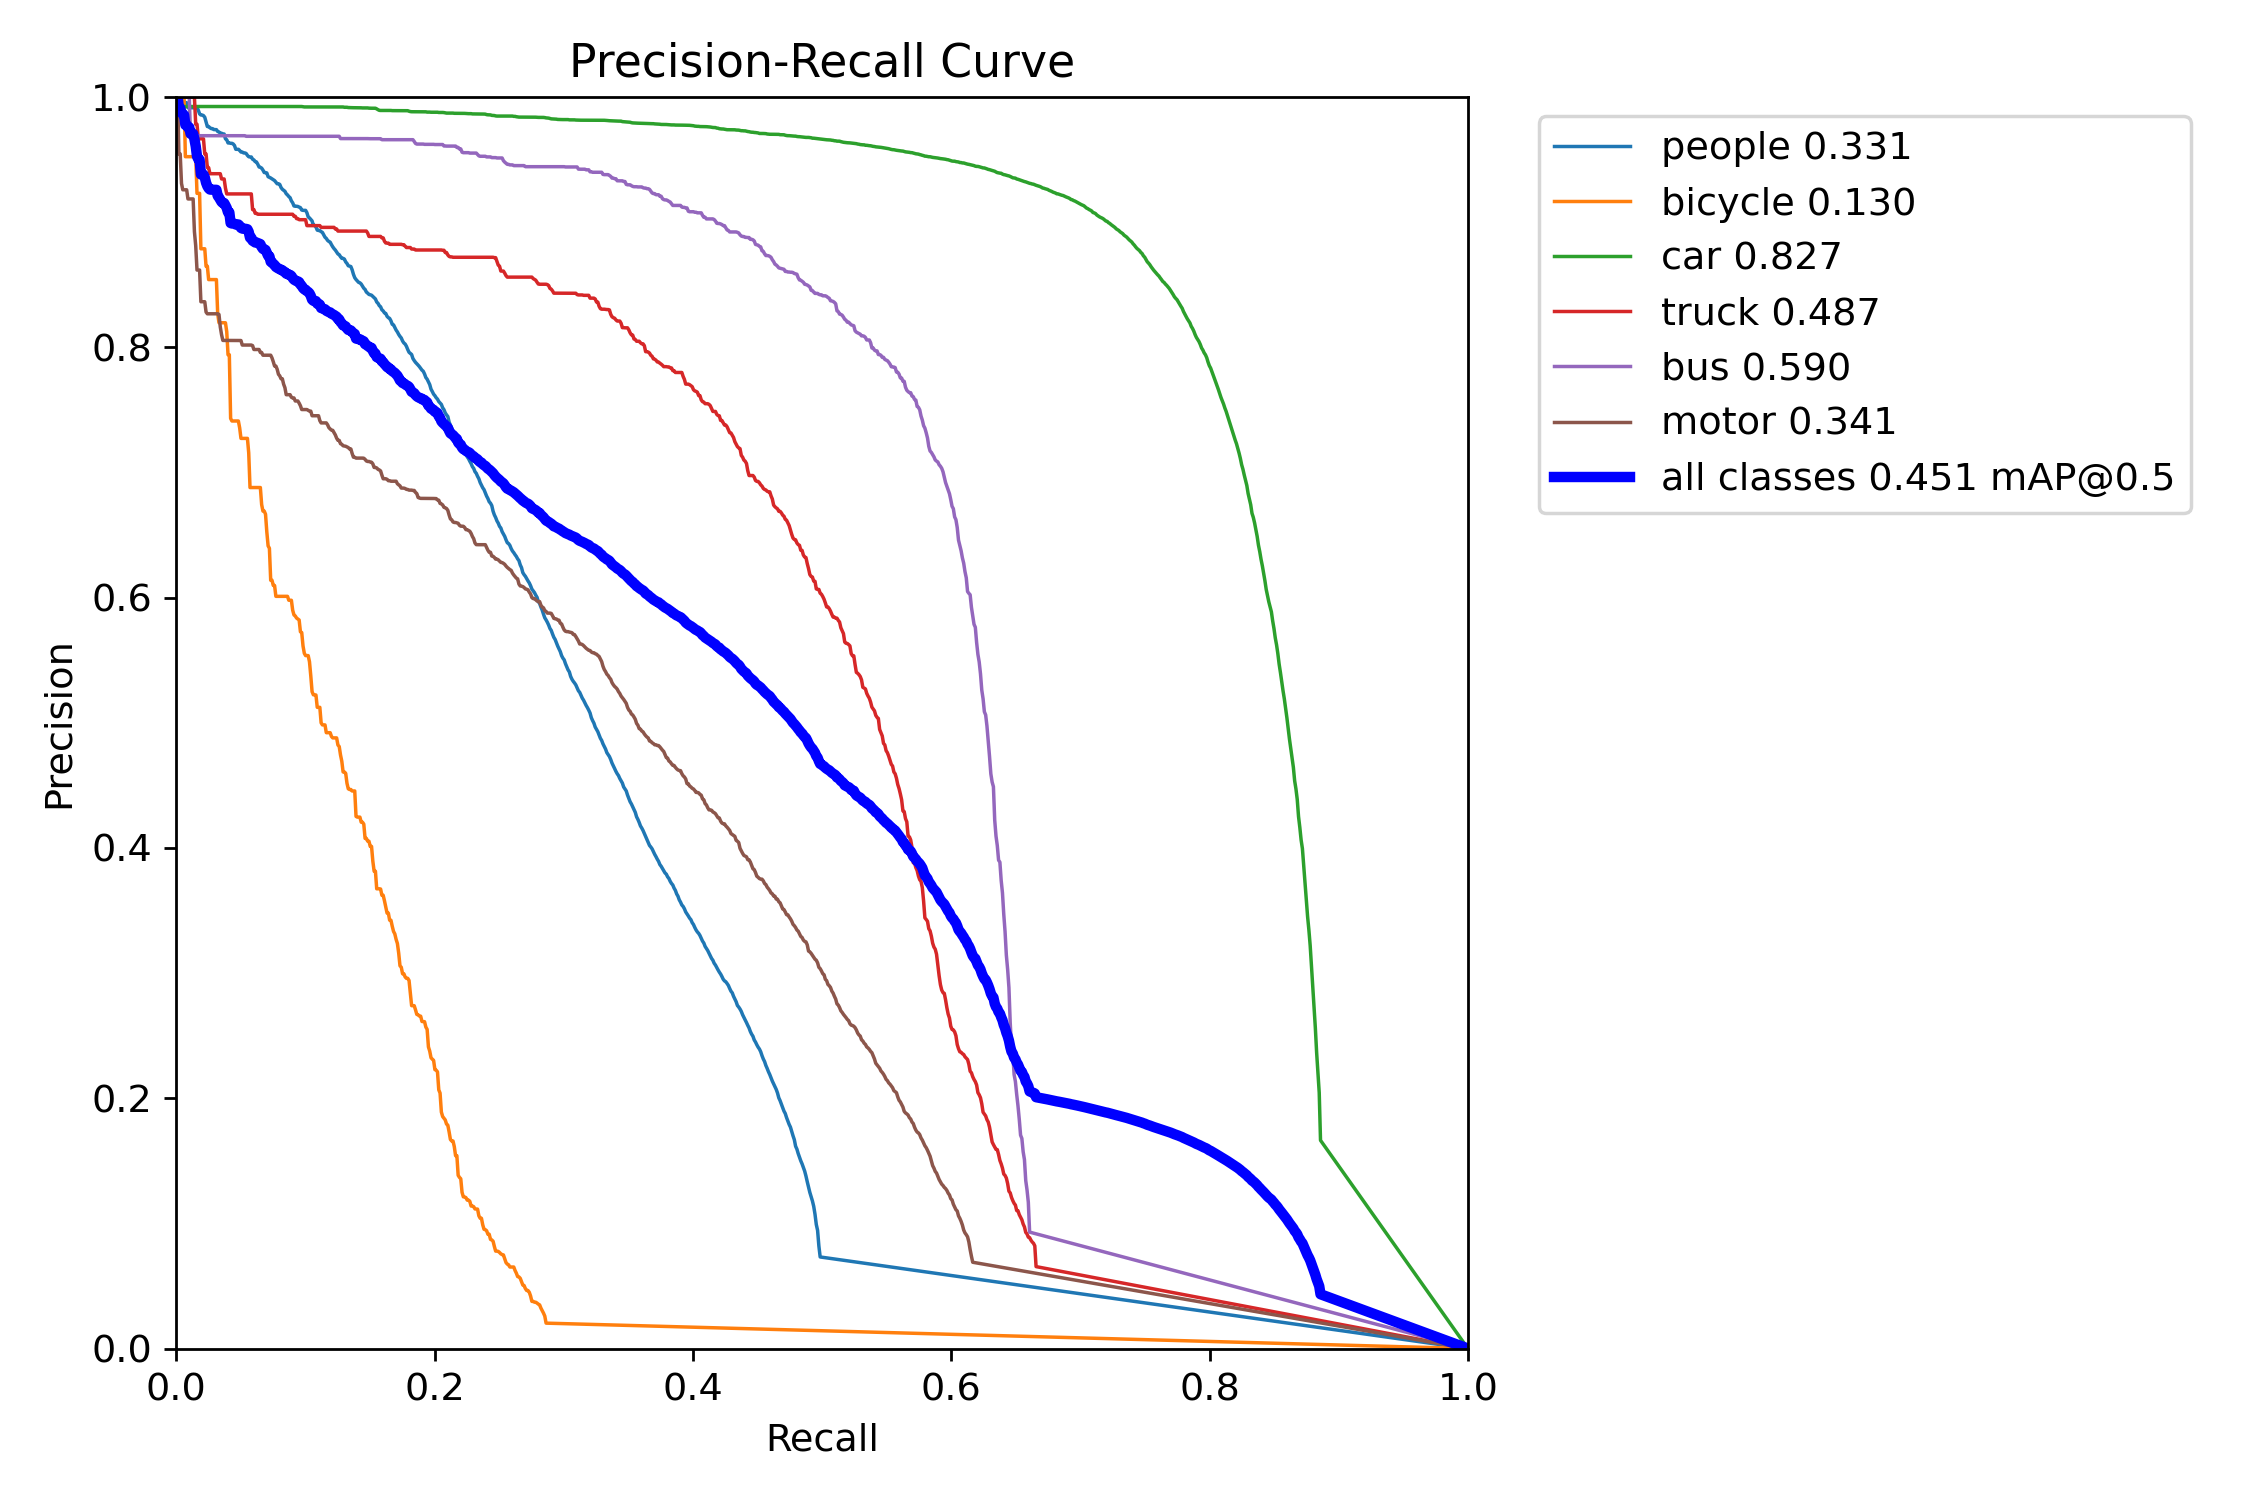 Precision-Recall Curve
1.0
0.8
0.6
0.4
0.2
0.0
Precision
0.0 0.2 0.4 0.6 0.8 1.0
Recall
people 0.331
bicycle 0.130
car 0.827
truck 0.487
bus 0.590
motor 0.341
all classes 0.451 mAP@0.5